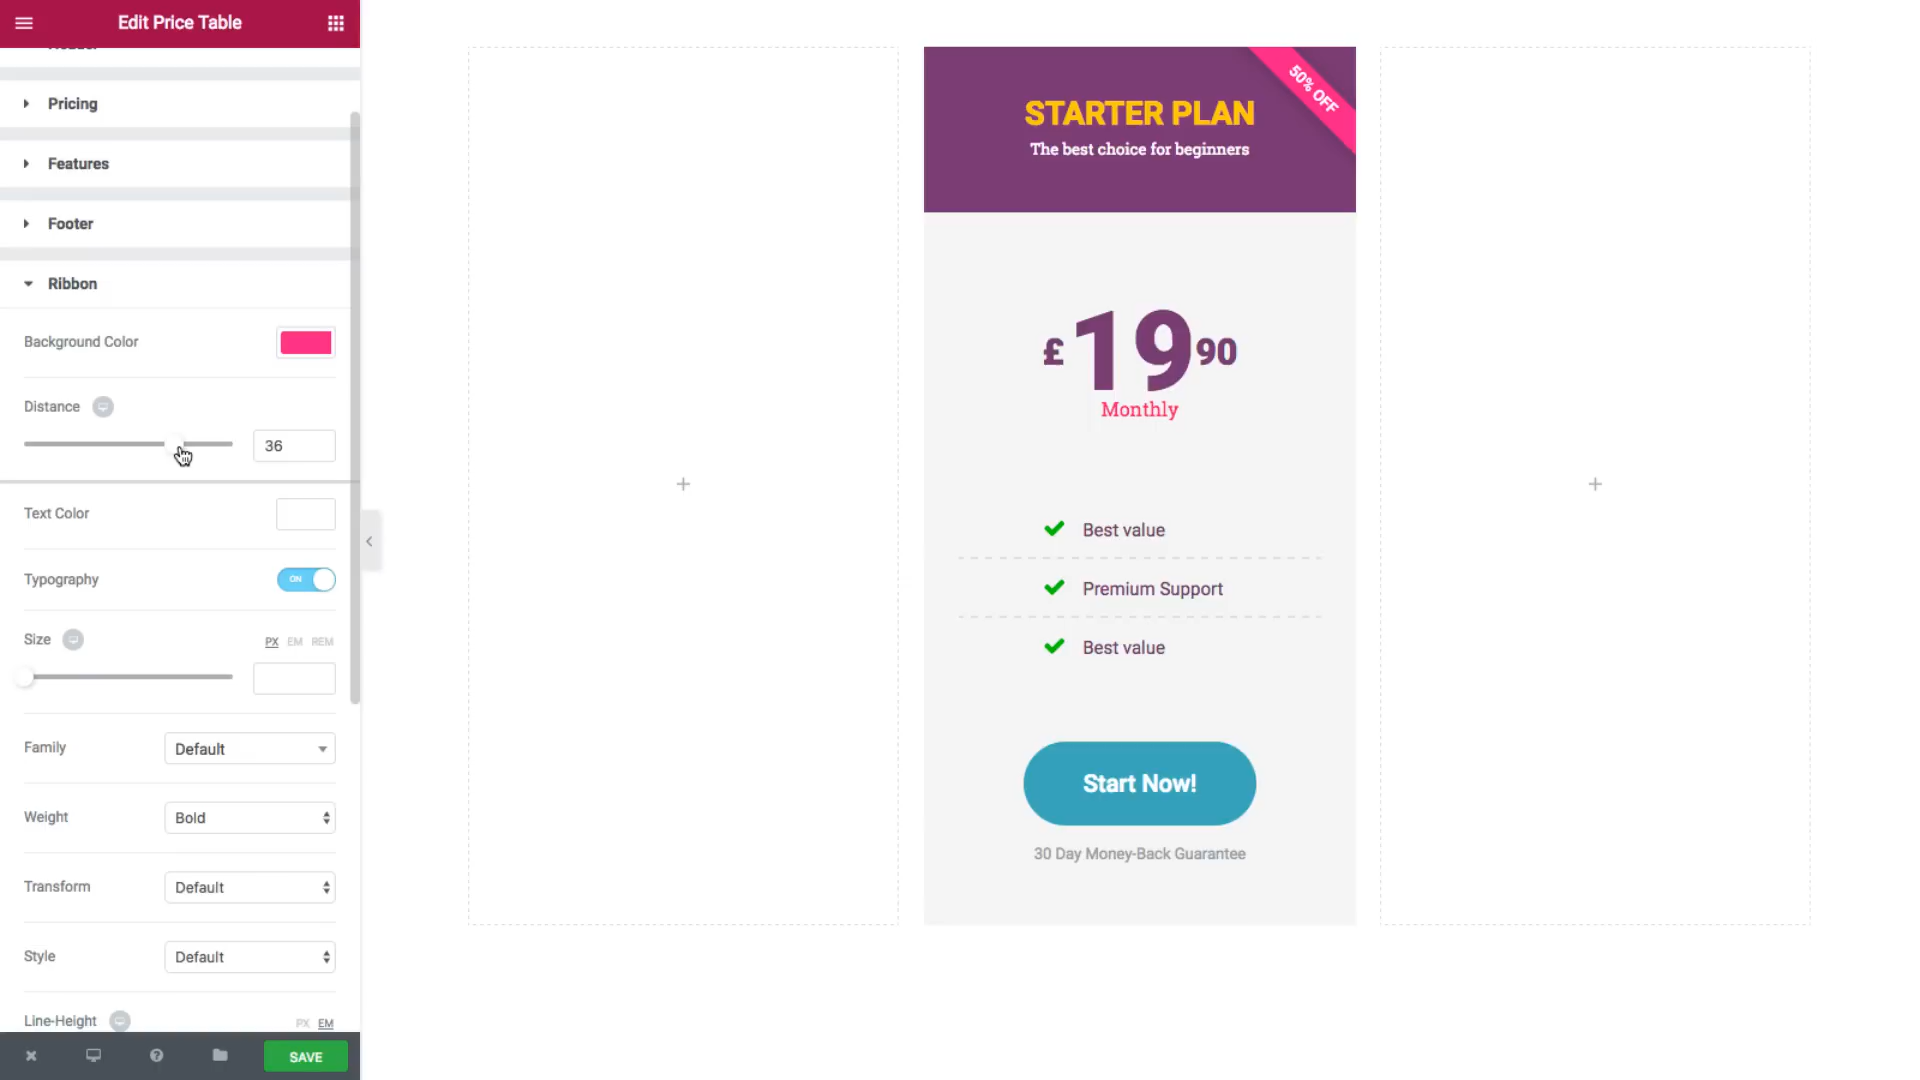 Edit Price Table
Pricing
Features
Footer
Ribbon
Background Color
Distance
36
Text Color
Typography
ON
Size
PX EM REM
Family
Default
Weight
Bold
Transform
Default
Style
Default
Line-Height
PX EM
SAVE
50% OFF
STARTER PLAN
The best choice for beginners
£1990
Monthly
Best value
Premium Support
Best value
Start Now!
30 Day Money-Back Guarantee